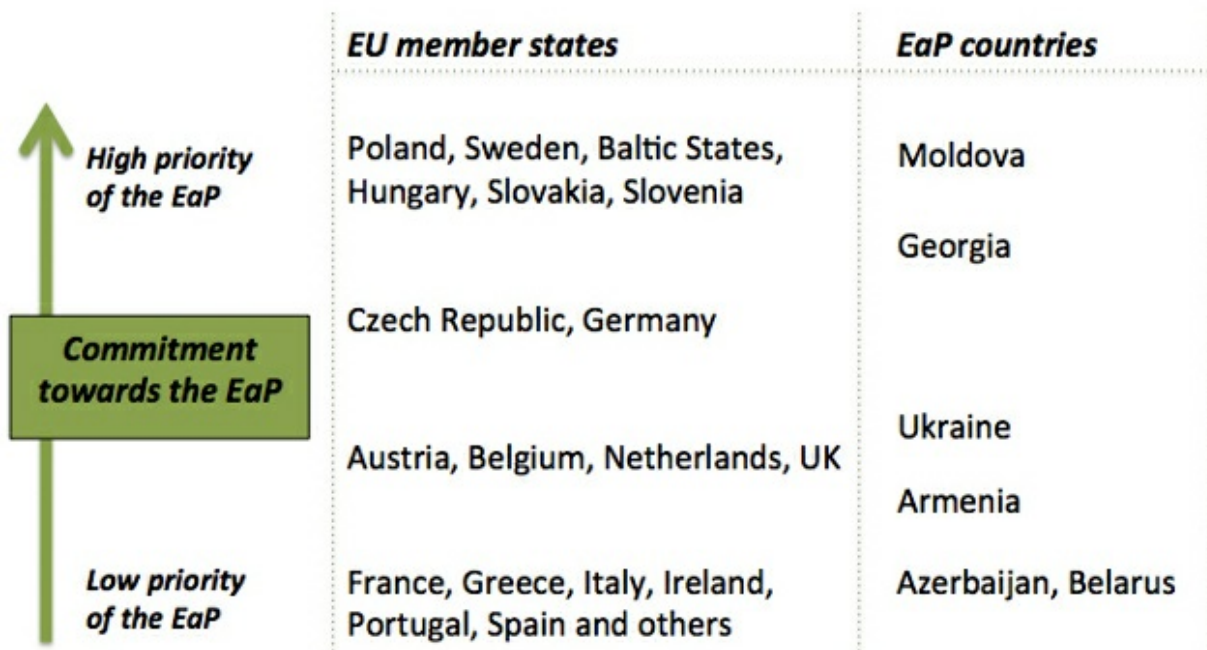 EU member states
EaP countries
High priority
of the EaP
Poland, Sweden, Baltic States,
Hungary, Slovakia, Slovenia
Moldova
Georgia
Czech Republic, Germany
Commitment
towards the EaP
Ukraine
Austria, Belgium, Netherlands, UK
Armenia
Low priority
of the EaP
France, Greece, Italy, Ireland,
Portugal, Spain and others
Azerbaijan, Belarus